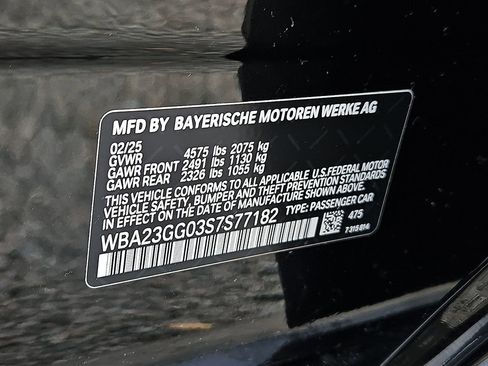 MFD BY BAYERISCHE MOTOREN WERKE AG
02/25
GVWR 4575 lbs 2075 kg
GAWR FRONT 2491 lbs 1130 kg
GAWR REAR 2326 lbs 1055 kg
THIS VEHICLE CONFORMS TO ALL APPLICABLE U.S.FEDERAL MOTOR
VEHICLE SAFETY, BUMPER, AND THEFT PREVENTION STANDARDS
IN EFFECT ON THE DATE OF MANUFACTURE SHOWN ABOVE.
WBA23GG03S7S77182 TYPE: PASSENGER CAR
475
7 315 814